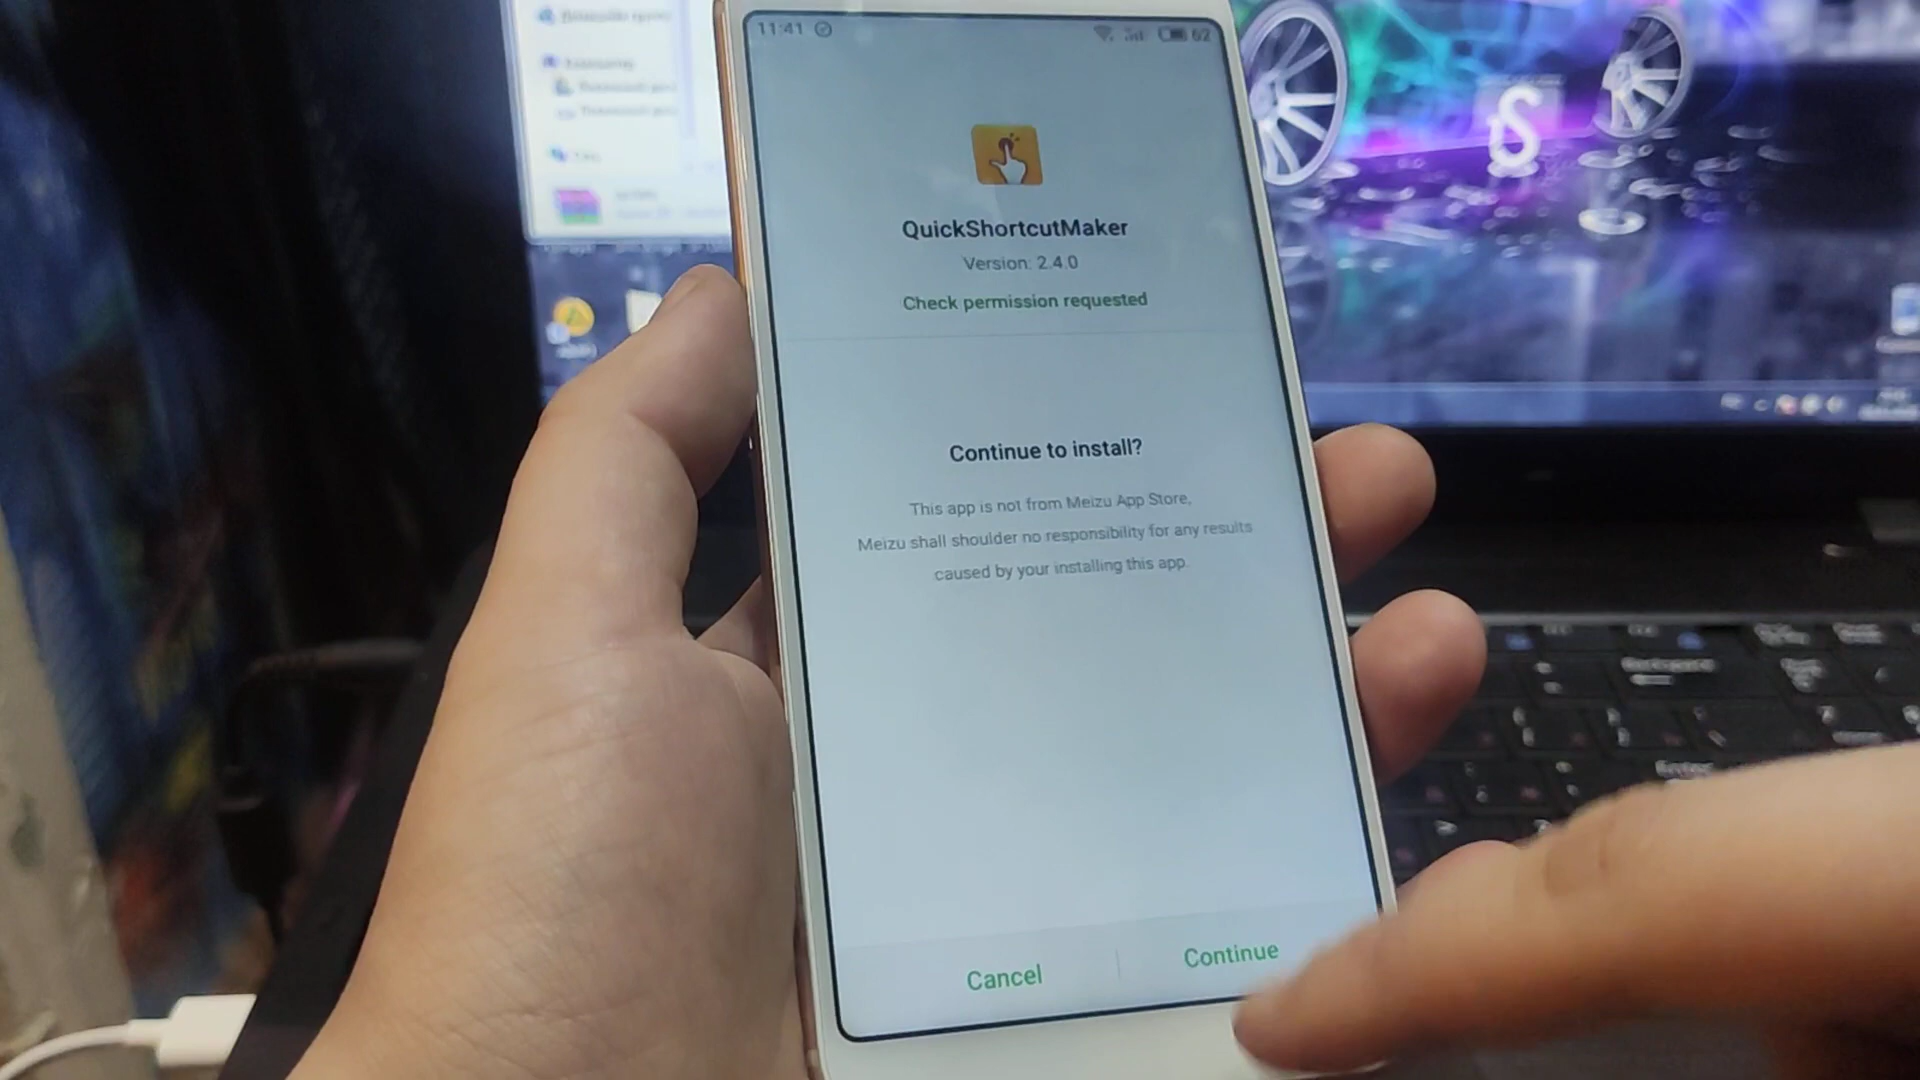 11:41
62
QuickShortcutMaker
Version: 2.4.0
Check permission requested
Continue to install?
This app is not from Meizu App Store,
Meizu shall shoulder no responsibility for any results
caused by your installing this app.
Cancel
Continue